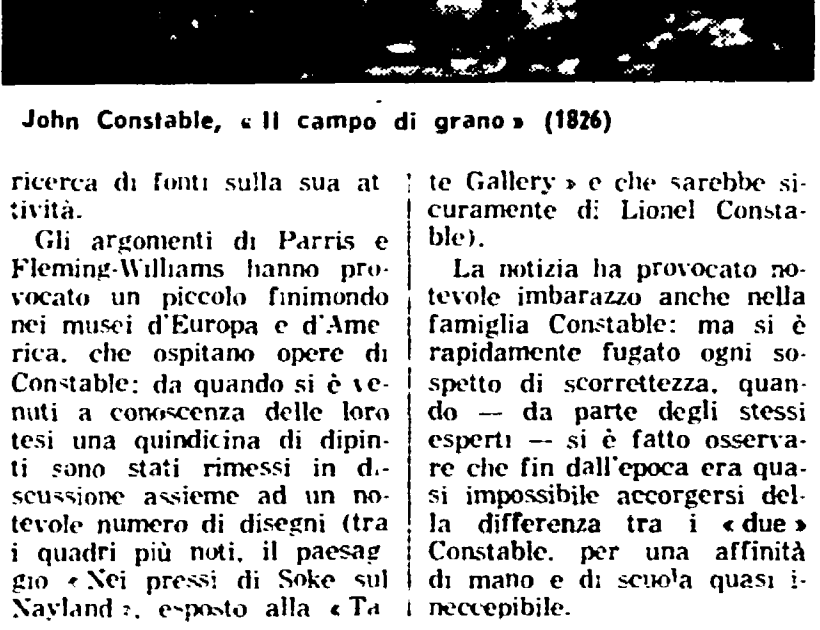 John Constable, « Il campo di grano » (1826)
ricerca di fonti sulla sua at
tività.
Gli argomenti di Parris e
Fleming-Williams hanno pro-
vocato un piccolo finimondo
nei musei d'Europa e d'Ame
rica, che ospitano opere di
Constable: da quando si è ve-
nuti a conoscenza delle loro
tesi una quindicina di dipin-
ti sono stati rimessi in di-
scussione assieme ad un no-
tevole numero di disegni (tra
i quadri più noti, il paesag
gio « Nei pressi di Soke sul
Nayland », esposto alla « Ta
te Gallery » e che sarebbe si-
curamente di Lionel Consta-
ble).
La notizia ha provocato no-
tevole imbarazzo anche nella
famiglia Constable: ma si è
rapidamente fugato ogni so-
spetto di scorrettezza, quan-
do — da parte degli stessi
esperti — si è fatto osserva-
re che fin dall'epoca era qua-
si impossibile accorgersi del-
la differenza tra i « due »
Constable, per una affinità
di mano e di scuola quasi i-
neccepibile.